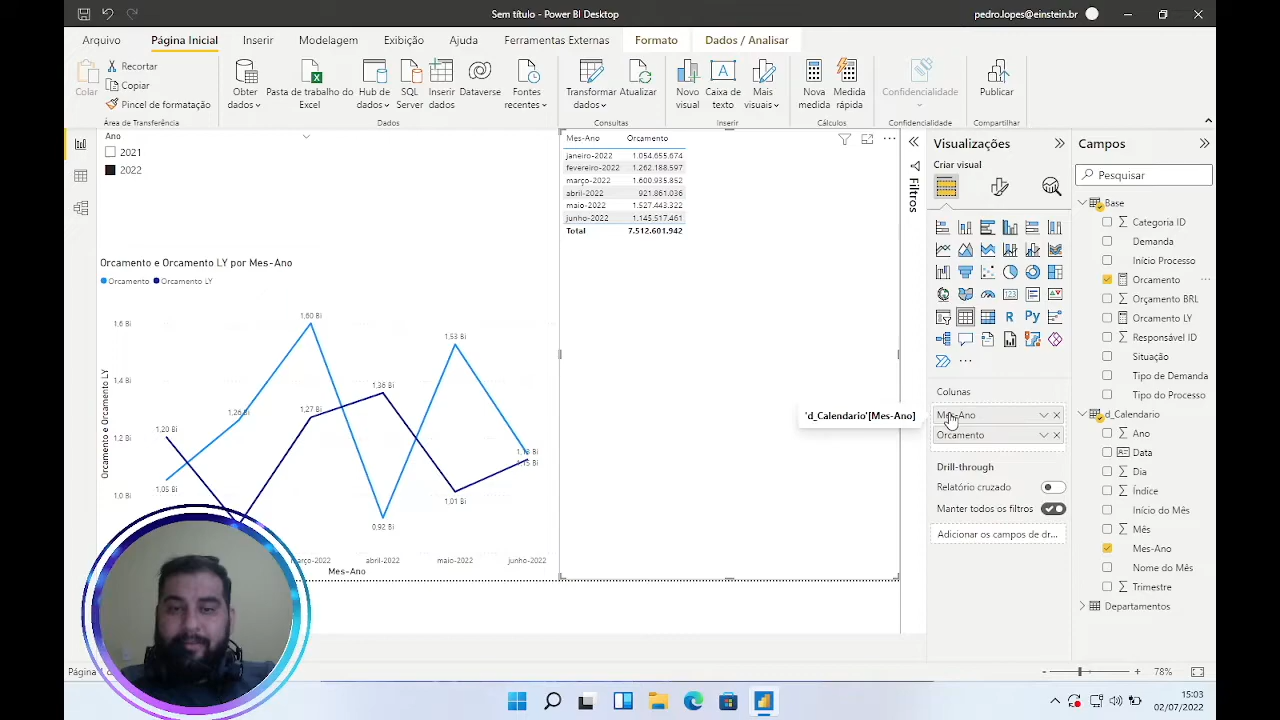 Sem título - Power BI Desktop
pedro.lopes@einstein.br
Arquivo
Página Inicial
Inserir
Modelagem
Exibição
Ajuda
Ferramentas Externas
Formato
Dados / Analisar
Colar
Recortar
Copiar
Pincel de formatação
Área de Transferência
Obter dados
Pasta de trabalho do Excel
Hub de dados
SQL Server
Inserir dados
Dataverse
Fontes recentes
Dados
Transformar dados
Atualizar
Consultas
Novo visual
Caixa de texto
Mais visuais
Inserir
Nova medida
Medida rápida
Cálculos
Confidencialidade
Confidencialidade
Publicar
Compartilhar
Ano
2021
2022
Mes-Ano Orcamento
janeiro-2022 1.054.655.674
fevereiro-2022 1.262.188.597
março-2022 1.600.935.852
abril-2022 921.861.036
maio-2022 1.527.443.322
junho-2022 1.145.517.461
Total 7.512.601.942
Orcamento e Orcamento LY por Mes-Ano
Orcamento Orcamento LY
Orcamento e Orcamento LY
1,6 Bi
1,4 Bi
1,2 Bi
1,0 Bi
1,20 Bi
1,05 Bi
1,26 Bi
1,60 Bi
1,27 Bi
1,36 Bi
0,92 Bi
1,53 Bi
1,01 Bi
1,15 Bi
março-2022
abril-2022
maio-2022
junho-2022
Mes-Ano
Filtros
Visualizações
Criar visual
R
Py
123
Colunas
Mes-Ano
'd_Calendario'[Mes-Ano]
Orcamento
Drill-through
Relatório cruzado
Manter todos os filtros
Adicionar os campos de dr...
Campos
Pesquisar
Base
Categoria ID
Demanda
Início Processo
Orcamento
Orçamento BRL
Orcamento LY
Responsável ID
Situação
Tipo de Demanda
Tipo do Processo
d_Calendario
Ano
Data
Dia
Índice
Início do Mês
Mês
Mes-Ano
Nome do Mês
Trimestre
Departamentos
Página 1 d
78%
15:03
02/07/2022